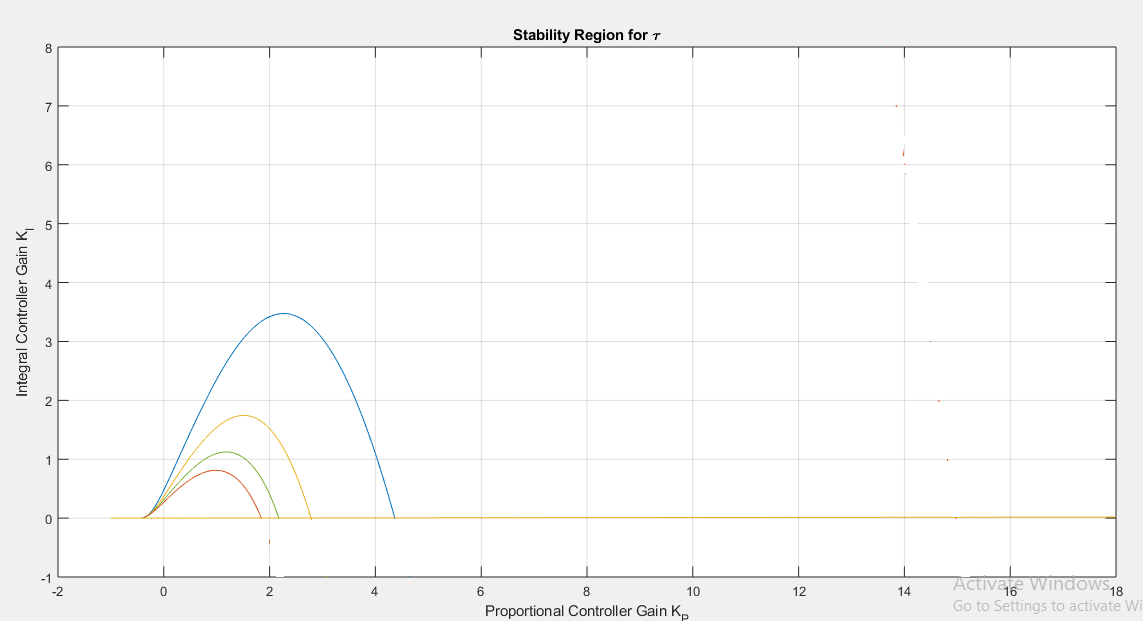 Stability Region for τ
8
7
6
5
4
3
2
1
0
-1
Integral Controller Gain K_I
-2 0 2 4 6 8 10 12 14 16 18
Proportional Controller Gain K_P
Activate Windows
Go to Settings to activate Wi